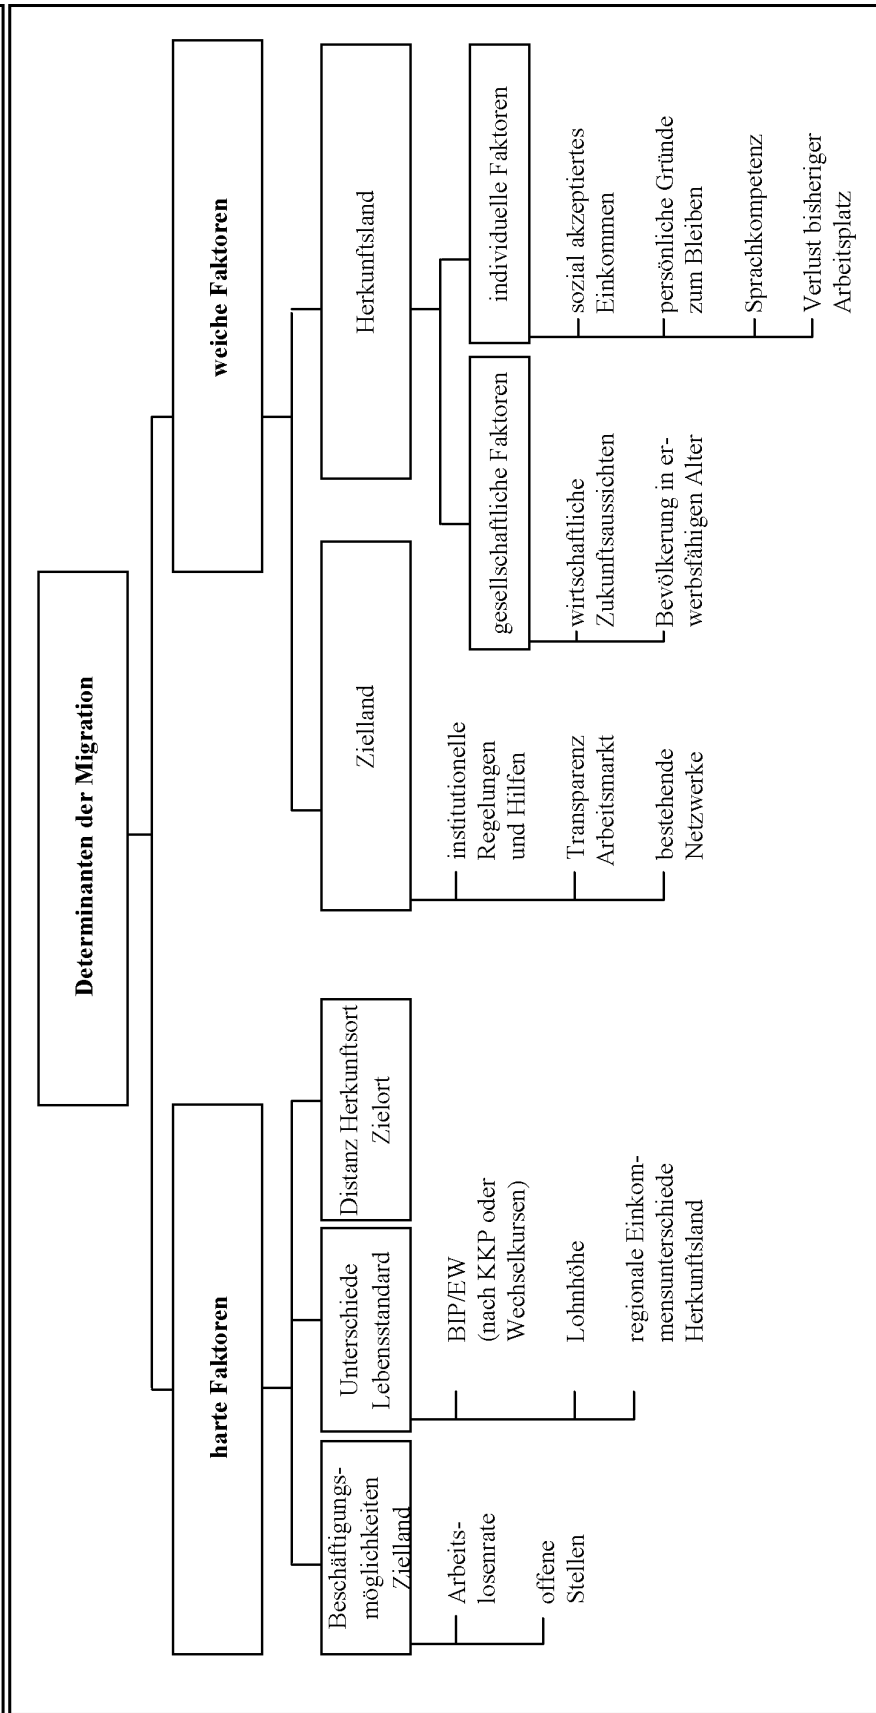 Determinanten der Migration
harte Faktoren
weiche Faktoren
Beschäftigungs-
möglichkeiten
Zielland
Unterschiede
Lebensstandard
Distanz Herkunftsort
Zielort
Zielland
Herkunftsland
Arbeits-
losenrate
offene
Stellen
BIP/EW
(nach KKP oder
Wechselkursen)
Lohnhöhe
regionale Einkom-
mensunterschiede
Herkunftsland
institutionelle
Regelungen
und Hilfen
Transparenz
Arbeitsmarkt
bestehende
Netzwerke
gesellschaftliche Faktoren
wirtschaftliche
Zukunftsaussichten
Bevölkerung in er-
werbsfähigen Alter
individuelle Faktoren
sozial akzeptiertes
Einkommen
persönliche Gründe
zum Bleiben
Sprachkompetenz
Verlust bisheriger
Arbeitsplatz